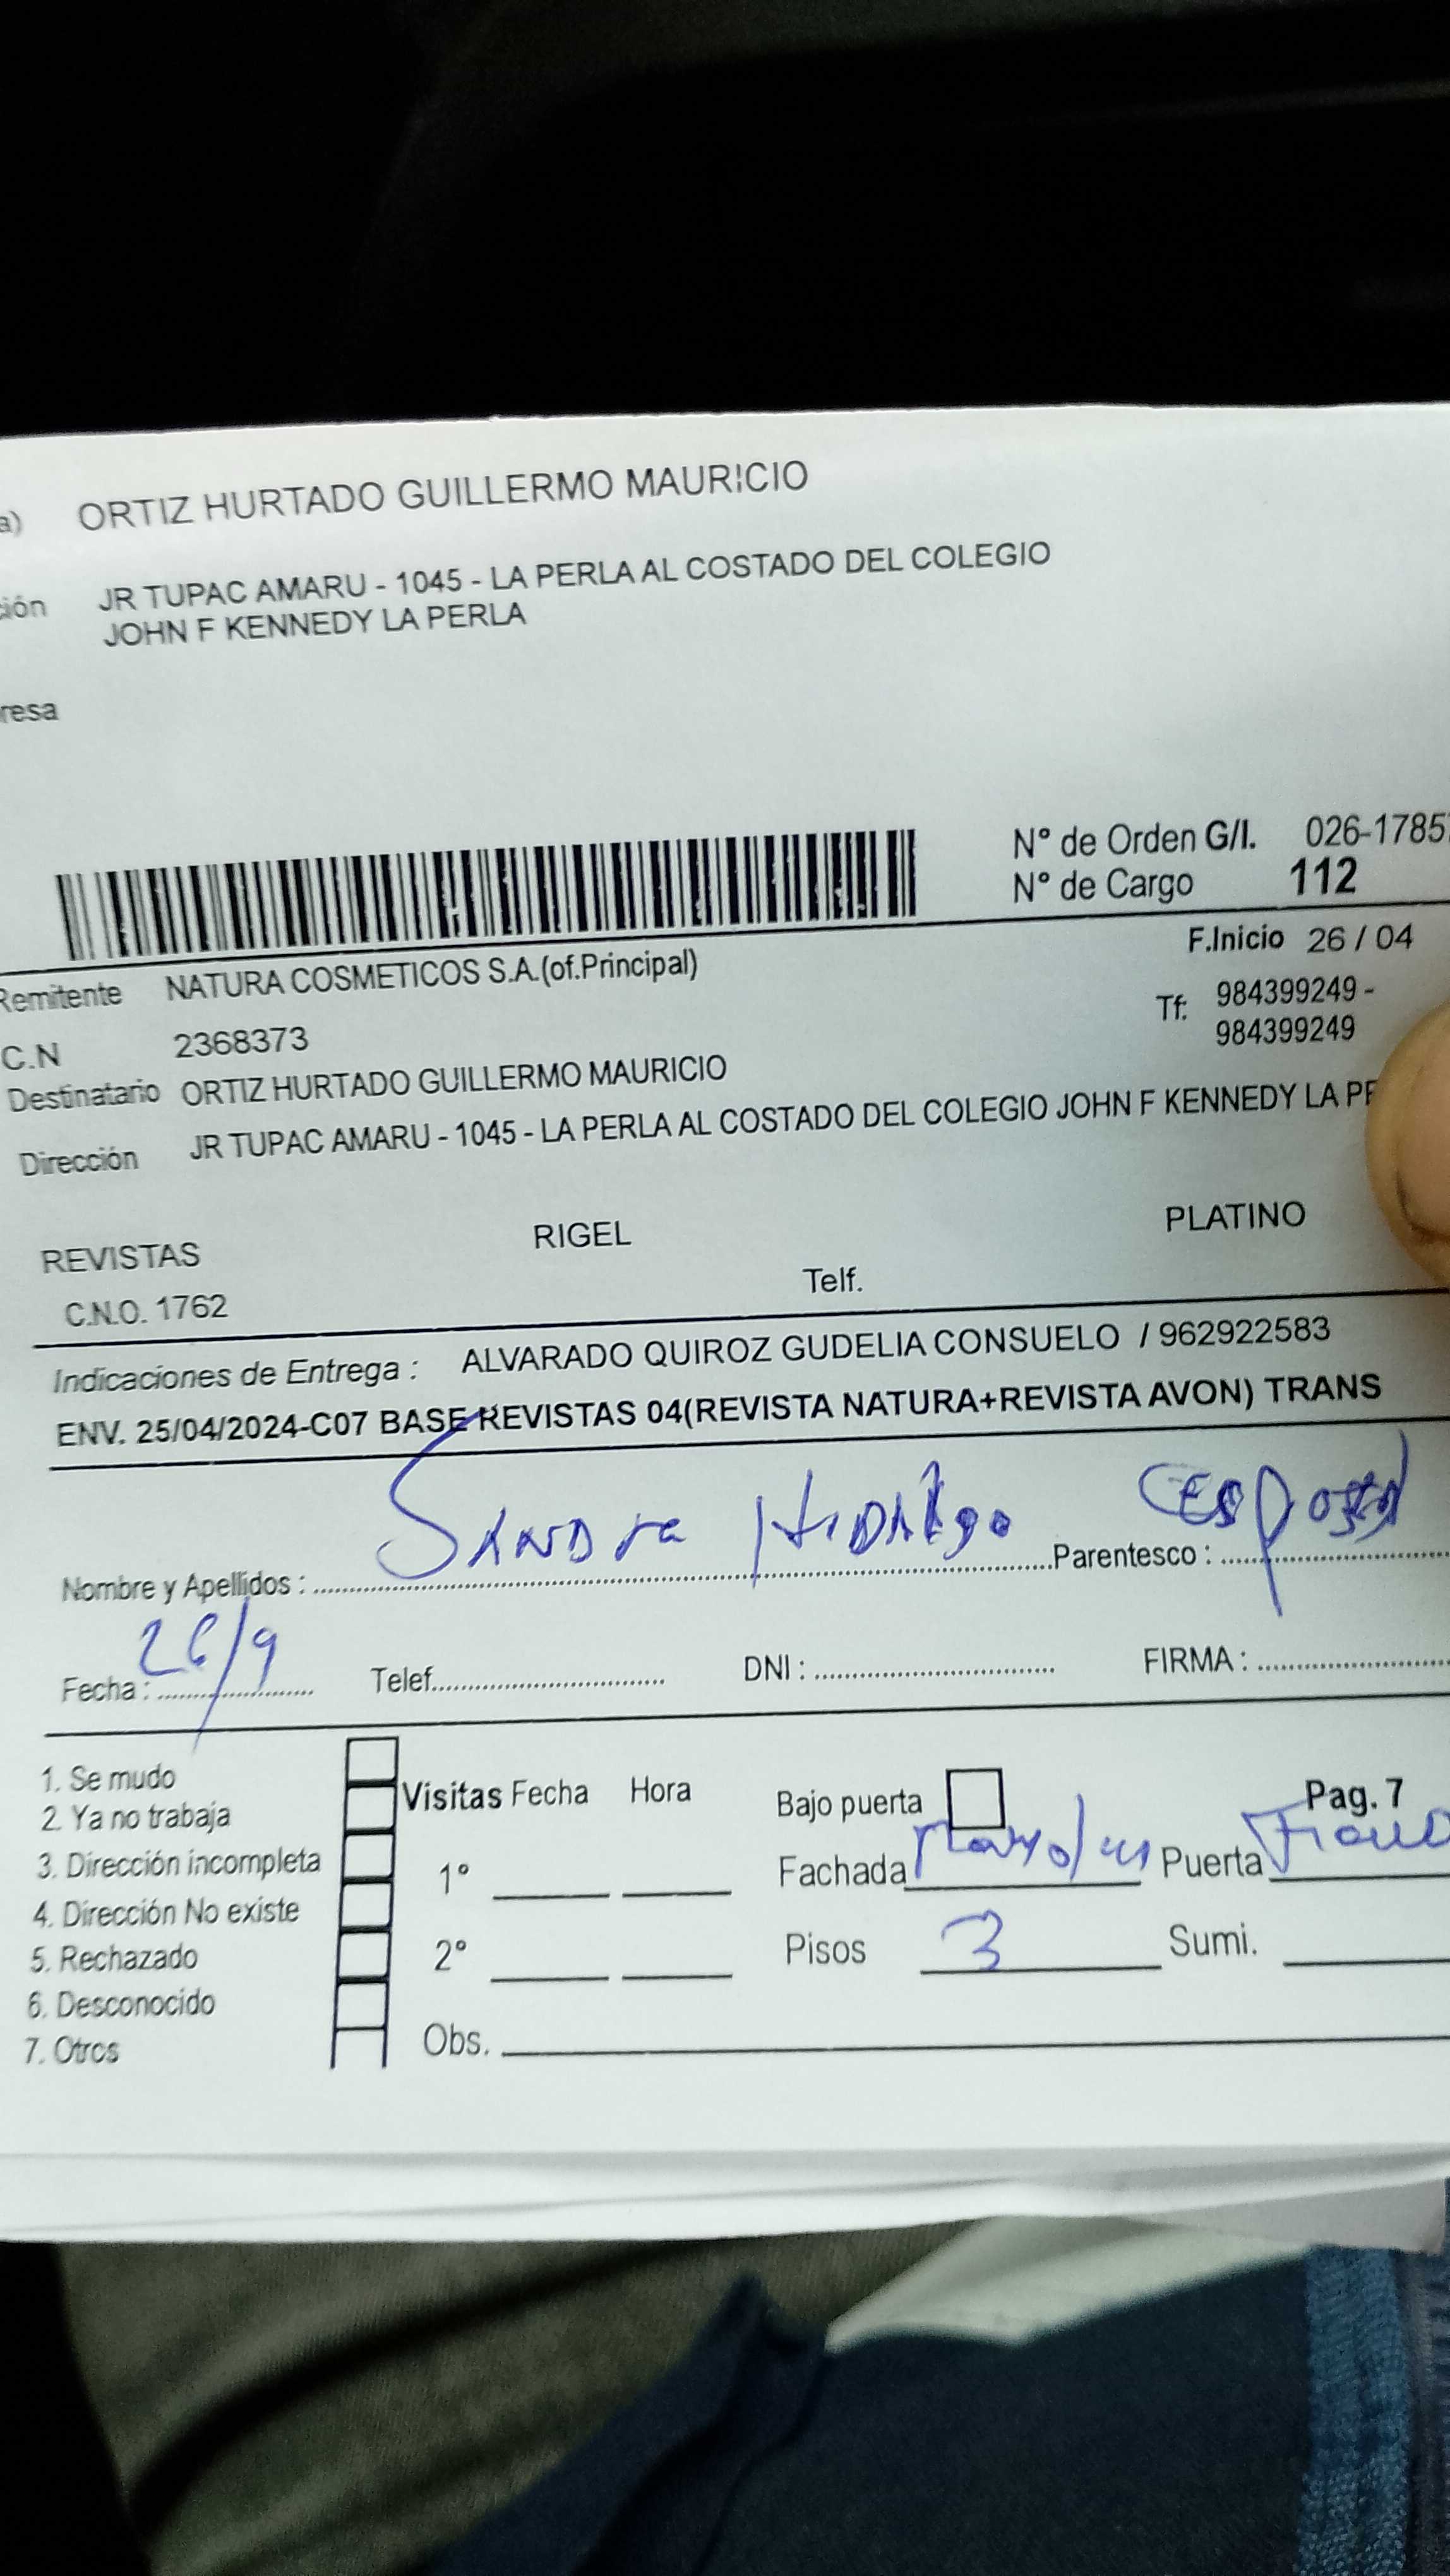 a) ORTIZ HURTADO GUILLERMO MAURICIO
ción JR TUPAC AMARU - 1045 - LA PERLA AL COSTADO DEL COLEGIO
JOHN F KENNEDY LA PERLA
resa
N° de Orden G/I. 026-1785
N° de Cargo 112
F.Inicio 26 / 04
Remitente NATURA COSMETICOS S.A.(of.Principal)
Tf: 984399249 -
984399249
C.N 2368373
Destinatario ORTIZ HURTADO GUILLERMO MAURICIO
Dirección JR TUPAC AMARU - 1045 - LA PERLA AL COSTADO DEL COLEGIO JOHN F KENNEDY LA PE
REVISTAS RIGEL PLATINO
C.N.O. 1762 Telf.
Indicaciones de Entrega : ALVARADO QUIROZ GUDELIA CONSUELO / 962922583
ENV. 25/04/2024-C07 BASE REVISTAS 04(REVISTA NATURA+REVISTA AVON) TRANS
Nombre y Apellidos : Sandra Hidalgo Parentesco :
Fecha : 26/9 Telef. DNI : FIRMA :
1. Se mudo
2. Ya no trabaja
3. Dirección incompleta
4. Dirección No existe
5. Rechazado
6. Desconocido
7. Otros
Visitas Fecha Hora
1°
2°
Obs.
Bajo puerta Pag. 7
Fachada Puerta
Pisos 3 Sumi.